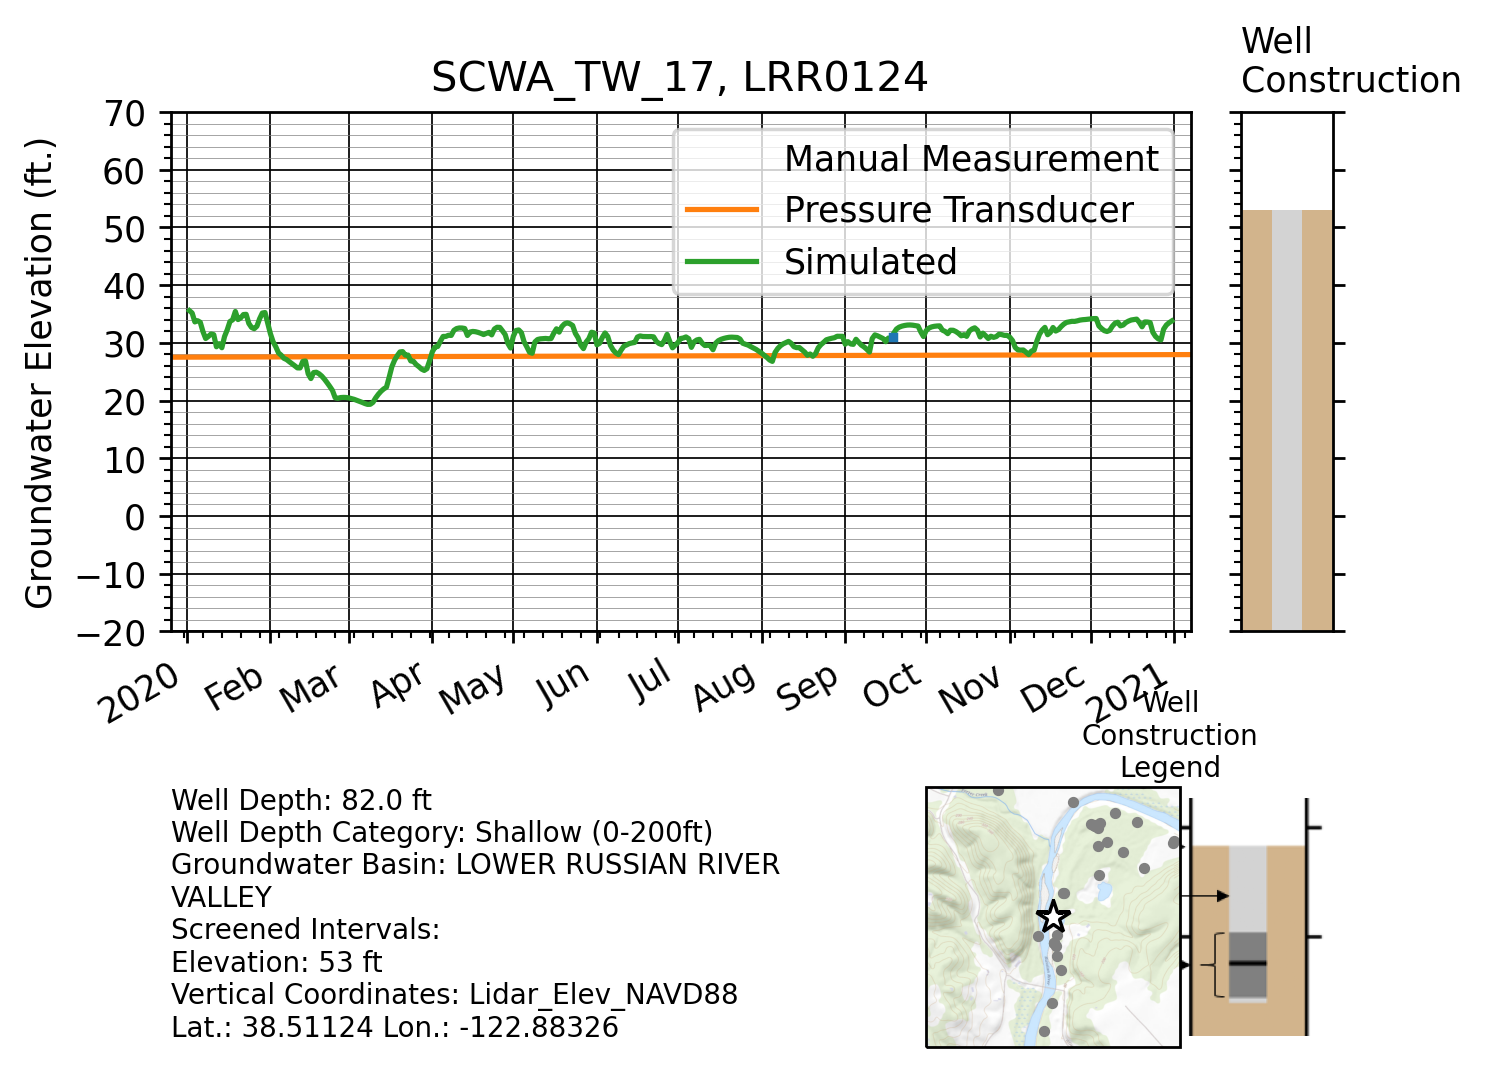 Well
Construction
SCWA_TW_17, LRR0124
Groundwater Elevation (ft.)
70
60
50
40
30
20
10
0
−10
−20
Manual Measurement
Pressure Transducer
Simulated
2020
Feb
Mar
Apr
May
Jun
Jul
Aug
Sep
Oct
Nov
Dec
2021
Well
Construction
Legend
Well Depth: 82.0 ft
Well Depth Category: Shallow (0-200ft)
Groundwater Basin: LOWER RUSSIAN RIVER
VALLEY
Screened Intervals:
Elevation: 53 ft
Vertical Coordinates: Lidar_Elev_NAVD88
Lat.: 38.51124 Lon.: -122.88326